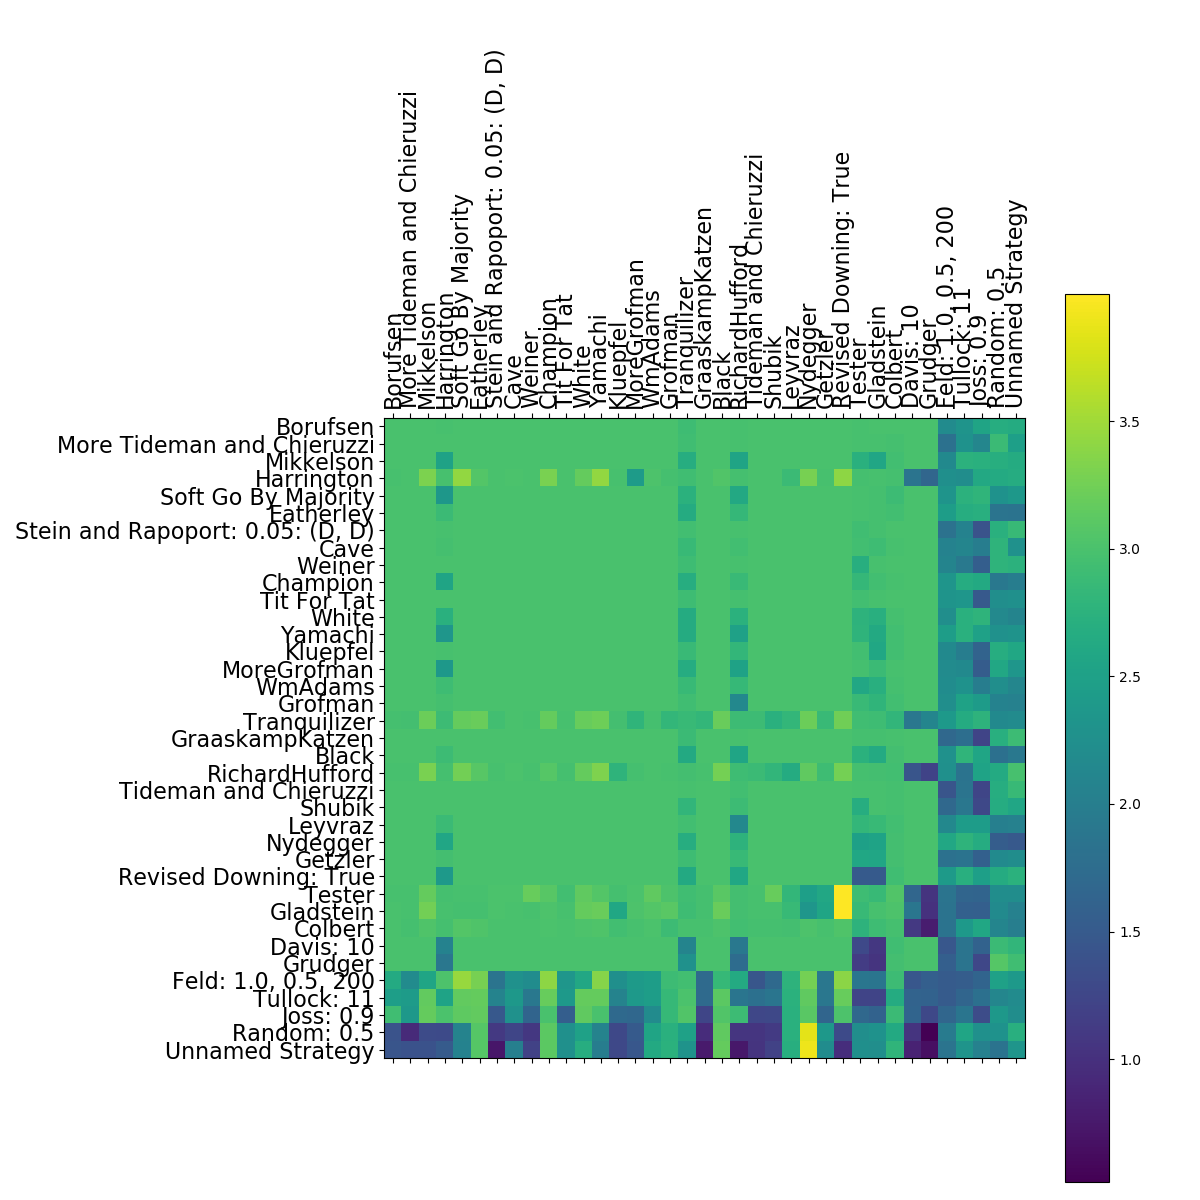 Borufsen
More Tideman and Chieruzzi
Mikkelson
Harrington
Soft Go By Majority
Eatherley
Stein and Rapoport: 0.05: (D, D)
Cave
Weiner
Champion
Tit For Tat
White
Yamachi
Kluepfel
MoreGrofman
WmAdams
Grofman
Tranquilizer
GraaskampKatzen
Black
RichardHufford
Tideman and Chieruzzi
Shubik
Leyvraz
Nydegger
Getzler
Revised Downing: True
Tester
Gladstein
Colbert
Davis: 10
Grudger
Feld: 1.0, 0.5, 200
Tullock: 11
Joss: 0.9
Random: 0.5
Unnamed Strategy
Borufsen
More Tideman and Chieruzzi
Mikkelson
Harrington
Soft Go By Majority
Eatherley
Stein and Rapoport: 0.05: (D, D)
Cave
Weiner
Champion
Tit For Tat
White
Yamachi
Kluepfel
MoreGrofman
WmAdams
Grofman
Tranquilizer
GraaskampKatzen
Black
RichardHufford
Tideman and Chieruzzi
Shubik
Leyvraz
Nydegger
Getzler
Revised Downing: True
Tester
Gladstein
Colbert
Davis: 10
Grudger
Feld: 1.0, 0.5, 200
Tullock: 11
Joss: 0.9
Random: 0.5
Unnamed Strategy
3.5
3.0
2.5
2.0
1.5
1.0